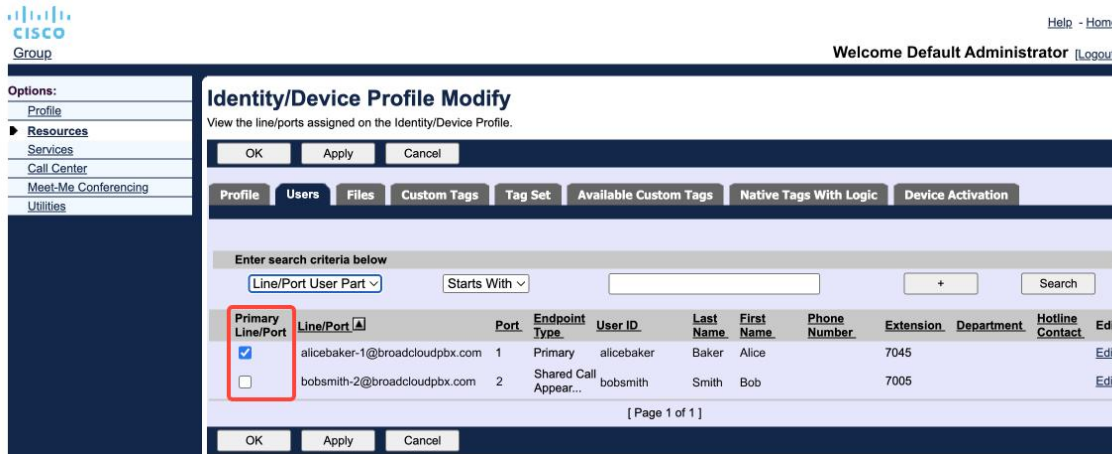 CISCO
Help - Home
Group
Welcome Default Administrator [Logout
Options:
Profile
Resources
Services
Call Center
Meet-Me Conferencing
Utilities
Identity/Device Profile Modify
View the line/ports assigned on the Identity/Device Profile.
OK Apply Cancel
Profile Users Files Custom Tags Tag Set Available Custom Tags Native Tags With Logic Device Activation
Enter search criteria below
Line/Port User Part Starts With + Search
Primary Line/Port Line/Port Port Endpoint Type User ID Last Name First Name Phone Number Extension Department Hotline Contact Edi
alicebaker-1@broadcloudpbx.com 1 Primary alicebaker Baker Alice 7045 Edi
bobsmith-2@broadcloudpbx.com 2 Shared Call Appear... bobsmith Smith Bob 7005 Edi
[ Page 1 of 1 ]
OK Apply Cancel